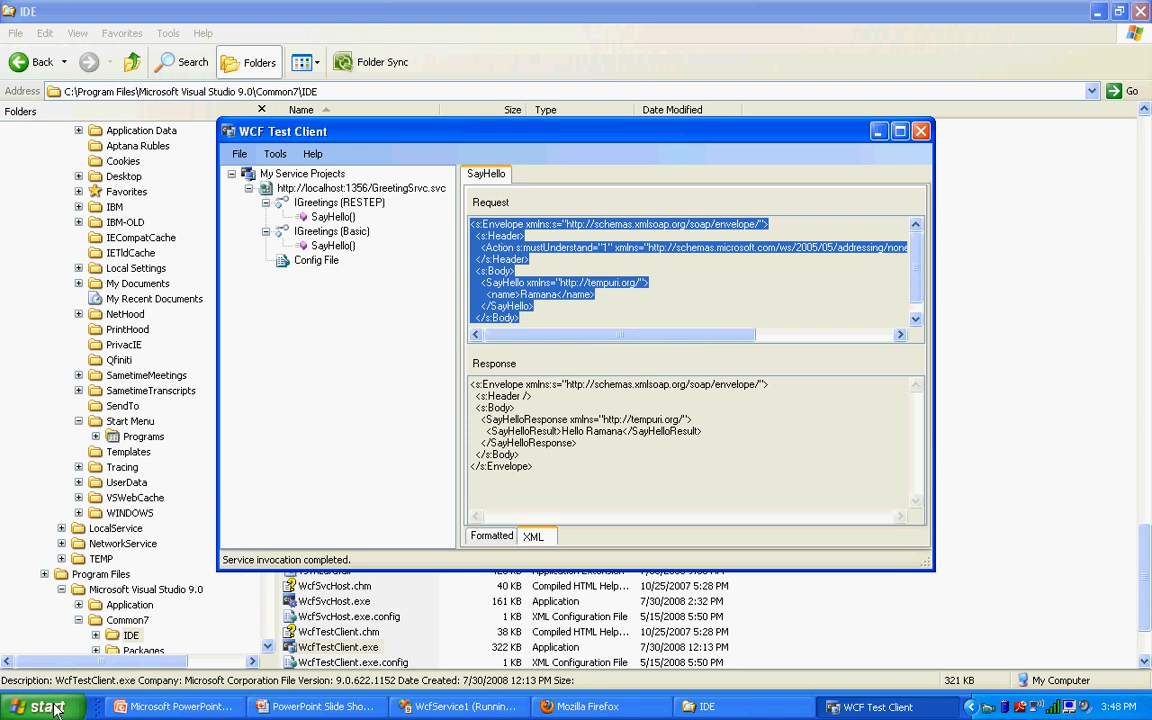 IDE
File Edit View Favorites Tools Help
Back Search Folders Folder Sync
Address C:\Program Files\Microsoft Visual Studio 9.0\Common7\IDE Go
Folders Name Size Type Date Modified
Application Data
Aptana Rubles
Cookies
Desktop
Favorites
IBM
IBM-OLD
IECompatCache
IETldCache
Local Settings
My Documents
My Recent Documents
NetHood
PrintHood
PrivacIE
Qfiniti
SametimeMeetings
SametimeTranscripts
SendTo
Start Menu
Programs
Templates
Tracing
UserData
VSWebCache
WINDOWS
LocalService
NetworkService
TEMP
Program Files
Microsoft Visual Studio 9.0
Application
Common7
IDE
Packages
WCF Test Client
File Tools Help
My Service Projects
http://localhost:1356/GreetingSrvc.svc
IGreetings (RESTEP)
SayHello()
IGreetings (Basic)
SayHello()
Config File
SayHello
Request
<s:Envelope xmlns:s="http://schemas.xmlsoap.org/soap/envelope/">
<s:Header>
<Action s:mustUnderstand="1" xmlns="http://schemas.microsoft.com/ws/2005/05/addressing/none
</s:Header>
<s:Body>
<SayHello xmlns="http://tempuri.org/">
<name>Ramana</name>
</SayHello>
</s:Body>
Response
<s:Envelope xmlns:s="http://schemas.xmlsoap.org/soap/envelope/">
<s:Header />
<s:Body>
<SayHelloResponse xmlns="http://tempuri.org/">
<SayHelloResult>Hello Ramana</SayHelloResult>
</SayHelloResponse>
</s:Body>
</s:Envelope>
Formatted XML
Service invocation completed.
WcfSvcHost.chm 40 KB Compiled HTML Help... 10/25/2007 5:28 PM
WcfSvcHost.exe 161 KB Application 7/30/2008 2:32 PM
WcfSvcHost.exe.config 1 KB XML Configuration File 5/15/2008 5:50 PM
WcfTestClient.chm 38 KB Compiled HTML Help... 10/25/2007 5:28 PM
WcfTestClient.exe 322 KB Application 7/30/2008 12:13 PM
WcfTestClient.exe.config 1 KB XML Configuration File 5/15/2008 5:50 PM
Description: WcfTestClient.exe Company: Microsoft Corporation File Version: 9.0.622.1152 Date Created: 7/30/2008 12:13 PM Size: 321 KB My Computer
start Microsoft PowerPoint... PowerPoint Slide Sho... WcfService1 (Runnin... Mozilla Firefox IDE WCF Test Client 3:48 PM